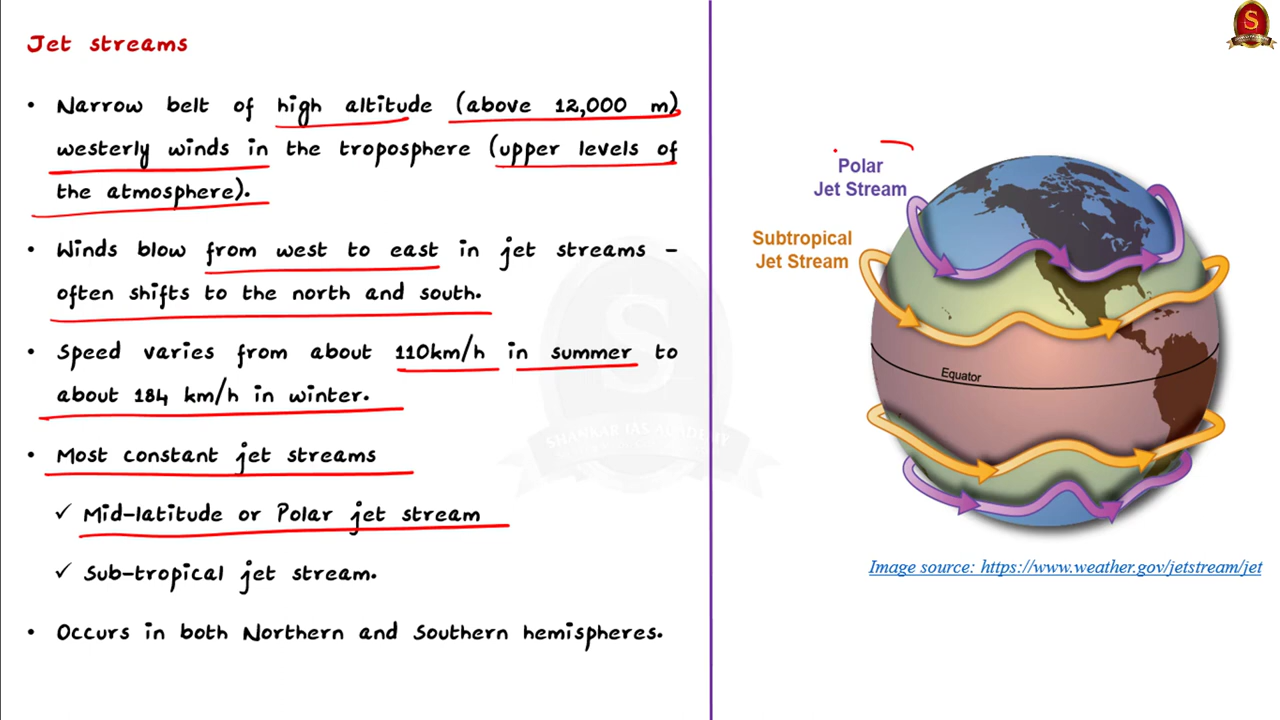 Jet streams
• Narrow belt of high altitude (above 12,000 m)
westerly winds in the troposphere (upper levels of
the atmosphere).
• Winds blow from west to east in jet streams –
often shifts to the north and south.
• Speed varies from about 110km/h in summer to
about 184 km/h in winter.
• Most constant jet streams
✓ Mid-latitude or Polar jet stream
✓ Sub-tropical jet stream.
• Occurs in both Northern and Southern hemispheres.
S
SHANKAR IAS ACADEMY
S
Polar
Jet Stream
Subtropical
Jet Stream
Equator
Image source: https://www.weather.gov/jetstream/jet